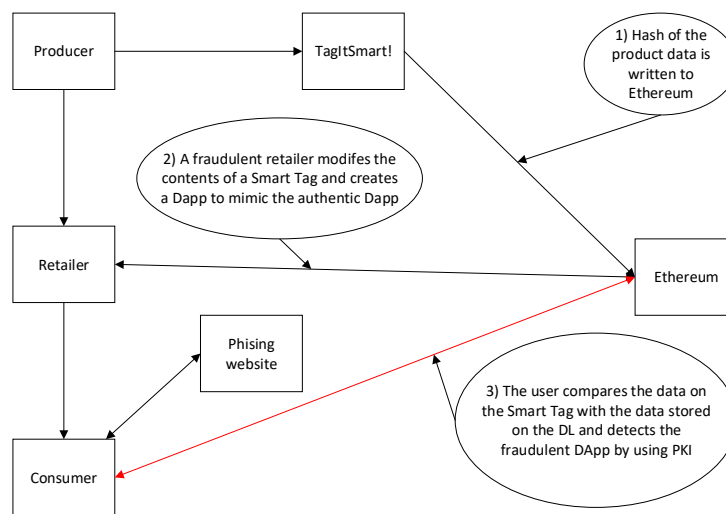 Producer
TagItSmart!
1) Hash of the
product data is
written to
Ethereum
2) A fraudulent retailer modifes the
contents of a Smart Tag and creates
a Dapp to mimic the authentic Dapp
Retailer
Ethereum
Phising
website
3) The user compares the data on
the Smart Tag with the data stored
on the DL and detects the
fraudulent DApp by using PKI
Consumer